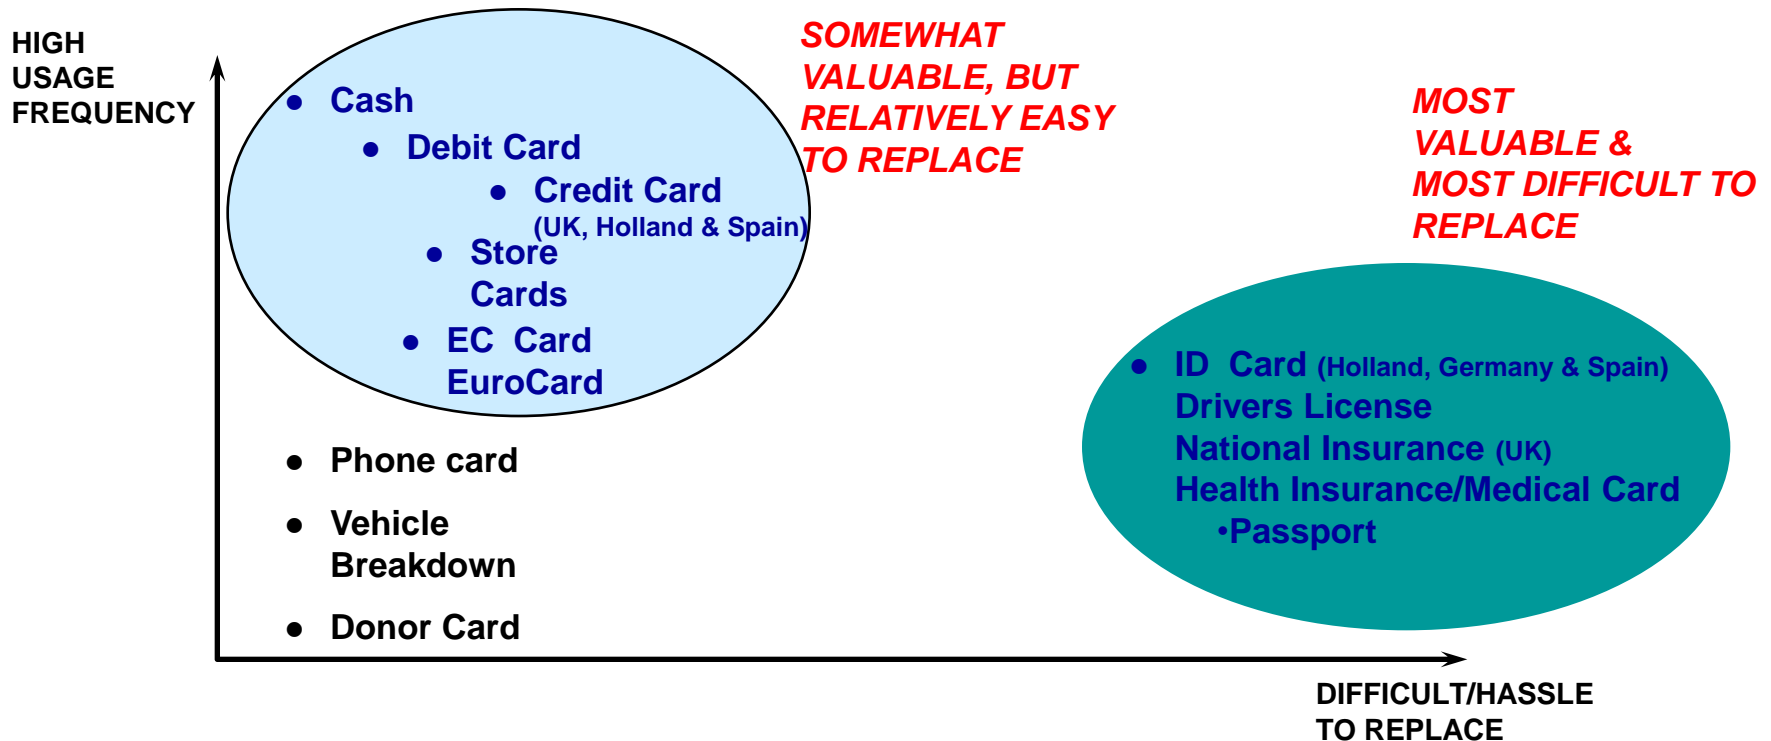 HIGH
USAGE
FREQUENCY
SOMEWHAT
VALUABLE, BUT
RELATIVELY EASY
TO REPLACE
MOST
VALUABLE &
MOST DIFFICULT TO
REPLACE
● Cash
● Debit Card
● Credit Card
(UK, Holland & Spain)
● Store
Cards
● EC Card
EuroCard
● Phone card
● Vehicle
Breakdown
● Donor Card
● ID Card (Holland, Germany & Spain)
Drivers License
National Insurance (UK)
Health Insurance/Medical Card
•Passport
DIFFICULT/HASSLE
TO REPLACE